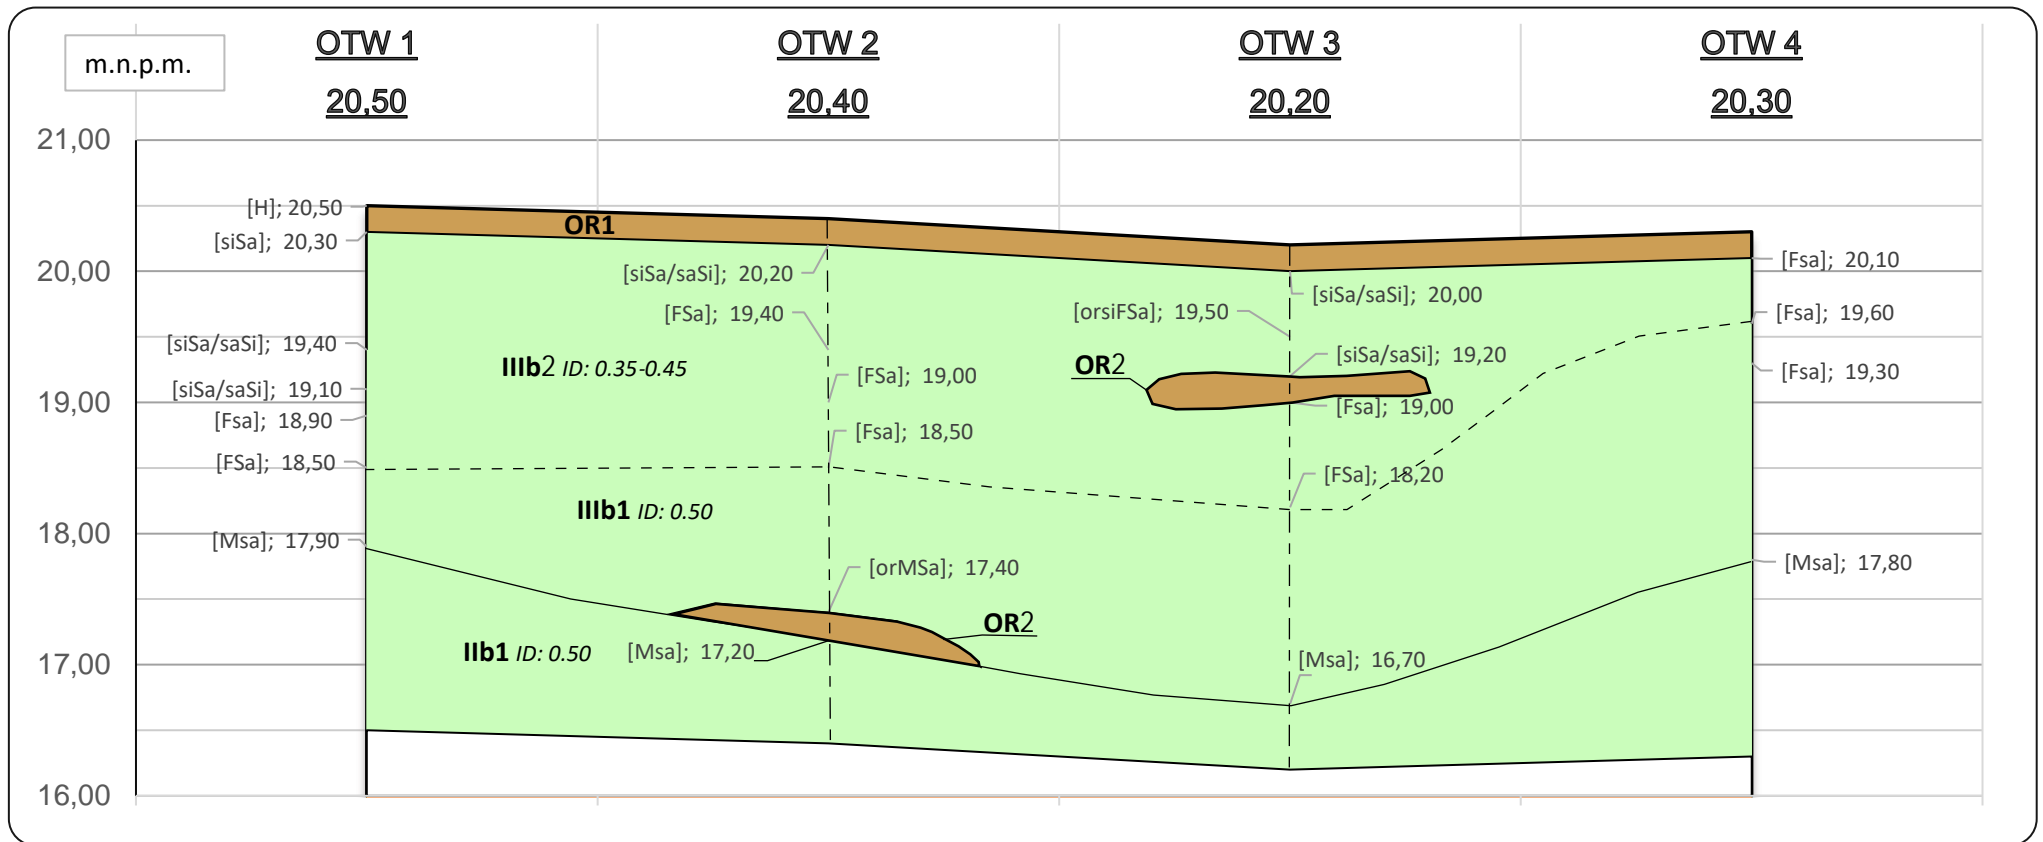 m.n.p.m.
OTW 1
OTW 2
OTW 3
OTW 4
20,50
20,40
20,20
20,30
21,00
20,00
19,00
18,00
17,00
16,00
[H]; 20,50
[siSa]; 20,30
[siSa/saSi]; 19,40
[siSa/saSi]; 19,10
[Fsa]; 18,90
[FSa]; 18,50
[Msa]; 17,90
OR1
IIIb2 ID: 0.35-0.45
IIIb1 ID: 0.50
IIb1 ID: 0.50
[siSa/saSi]; 20,20
[FSa]; 19,40
[FSa]; 19,00
[Fsa]; 18,50
[orMSa]; 17,40
OR2
[Msa]; 17,20
[siSa/saSi]; 20,00
[orsiFSa]; 19,50
[siSa/saSi]; 19,20
OR2
[Fsa]; 19,00
[FSa]; 18,20
[Msa]; 16,70
[Fsa]; 20,10
[Fsa]; 19,60
[Fsa]; 19,30
[Msa]; 17,80